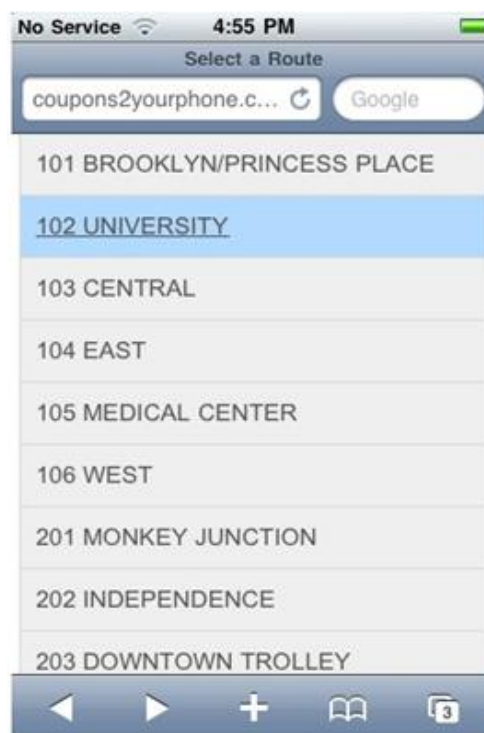 No Service 4:55 PM
Select a Route
coupons2yourphone.c... Google
101 BROOKLYN/PRINCESS PLACE
102 UNIVERSITY
103 CENTRAL
104 EAST
105 MEDICAL CENTER
106 WEST
201 MONKEY JUNCTION
202 INDEPENDENCE
203 DOWNTOWN TROLLEY
3